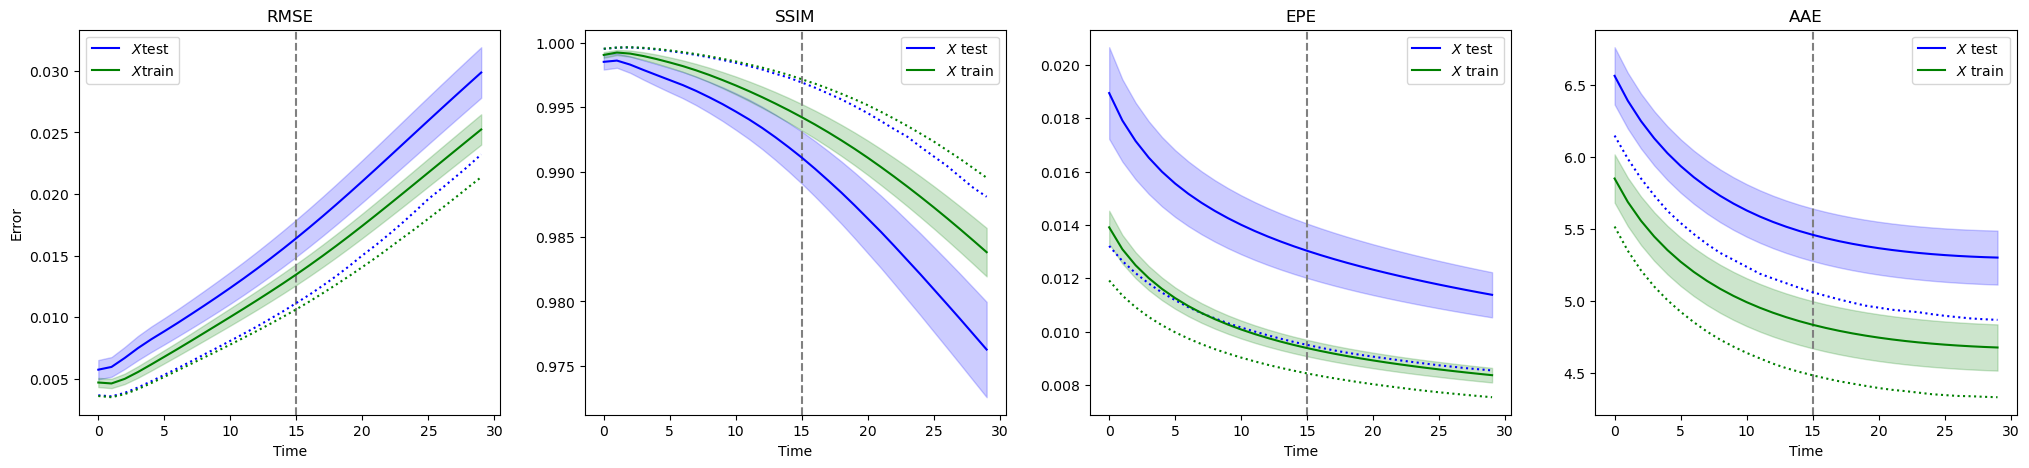 RMSE
Xtest
Xtrain
0.030
0.025
0.020
0.015
0.010
0.005
Error
0 5 10 15 20 25 30
Time
SSIM
X test
X train
1.000
0.995
0.990
0.985
0.980
0.975
0 5 10 15 20 25 30
Time
EPE
X test
X train
0.020
0.018
0.016
0.014
0.012
0.010
0.008
0 5 10 15 20 25 30
Time
AAE
X test
X train
6.5
6.0
5.5
5.0
4.5
0 5 10 15 20 25 30
Time